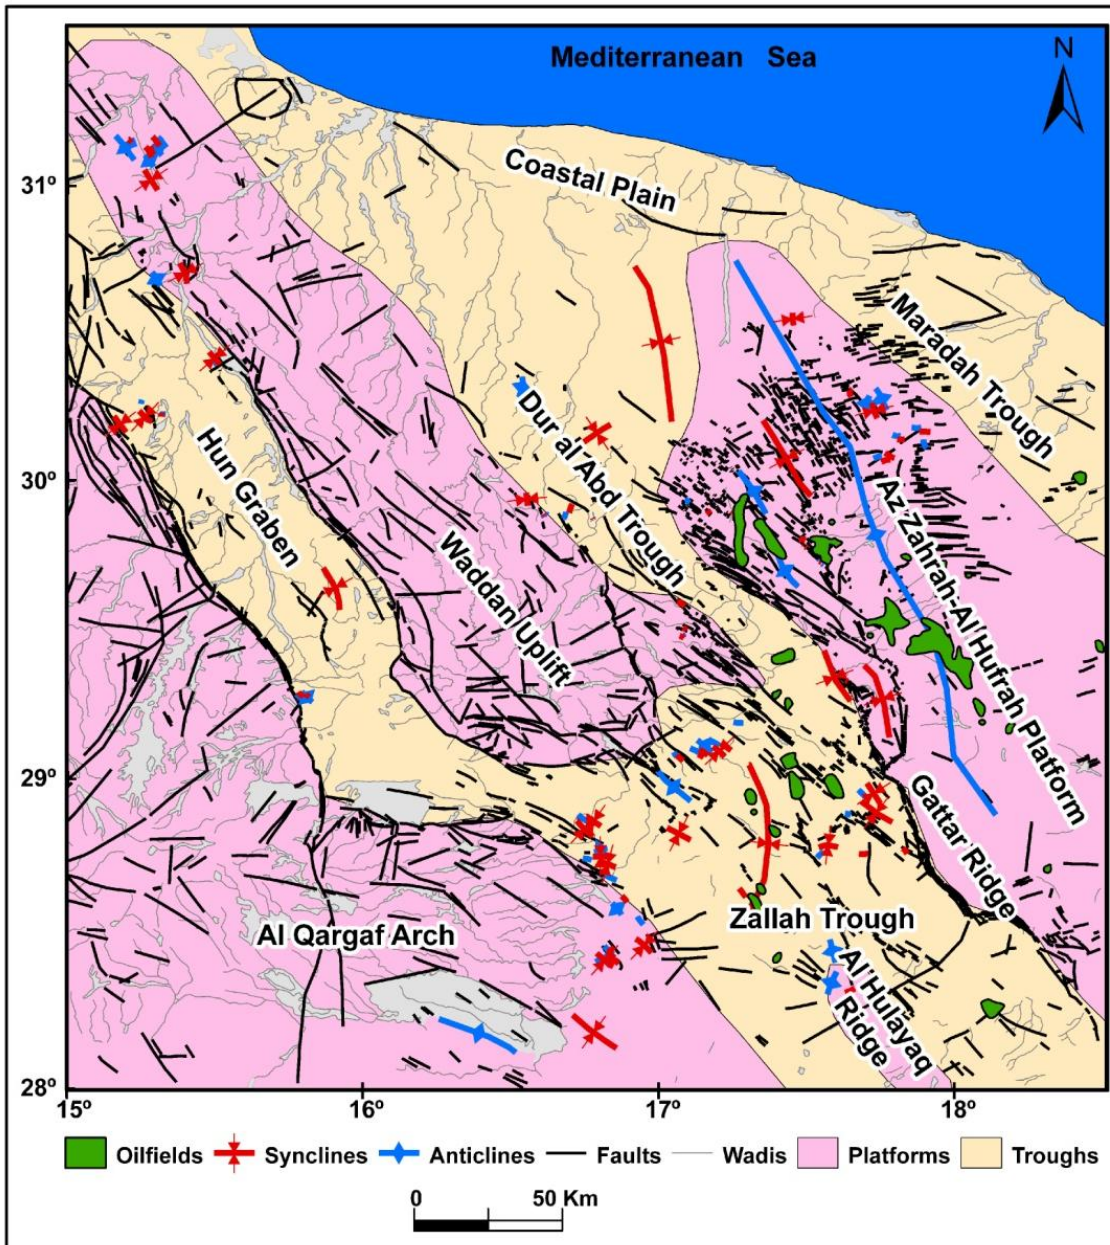 Mediterranean Sea
N
Coastal Plain
31°
Maradah Trough
Dur al Abd Trough
Hun Graben
30°
Az Zahrah-Al Hufrah Platform
Waddan Uplift
29°
Gattar Ridge
Zallah Trough
Al Qargaf Arch
Al Hulayaq
Ridge
28°
15° 16° 17° 18°
Oilfields Synclines Anticlines Faults Wadis Platforms Troughs
0 50 Km